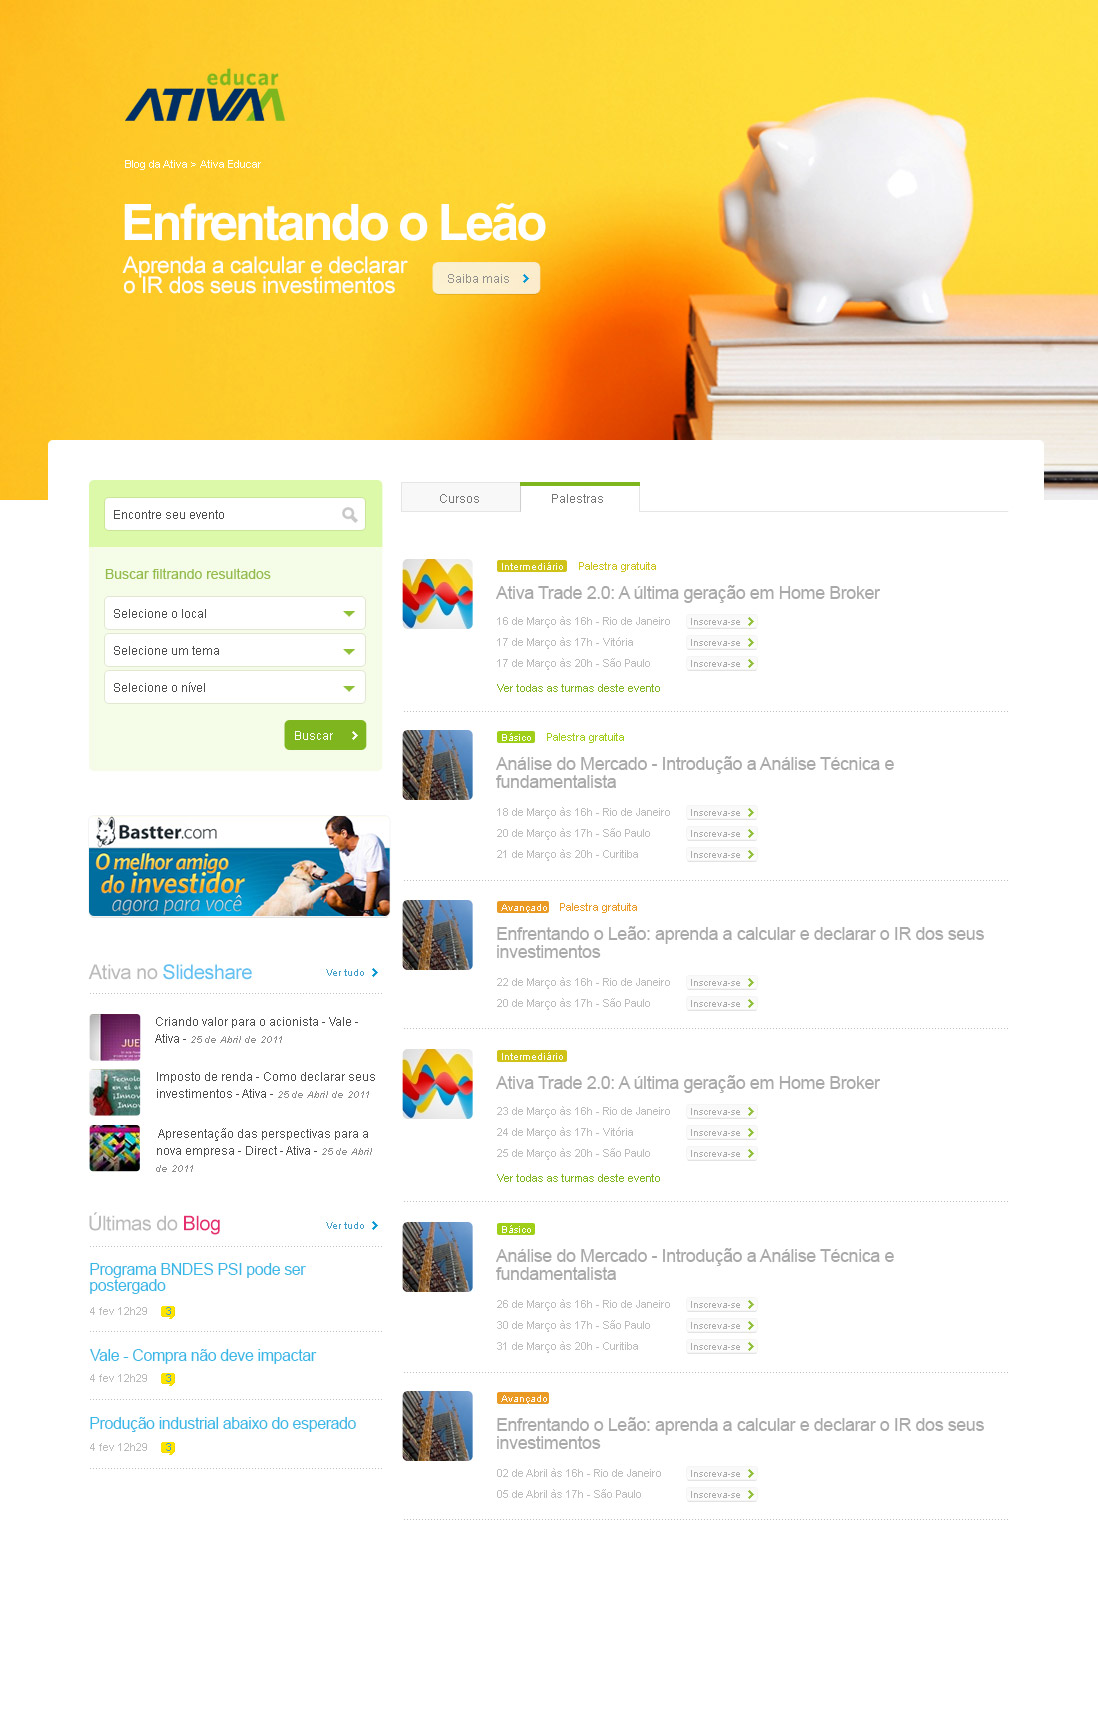 educar
ATIVA
Blog da Ativa > Ativa Educar
Enfrentando o Leão
Aprenda a calcular e declarar
o IR dos seus investimentos
Saiba mais
Encontre seu evento
Buscar filtrando resultados
Selecione o local
Selecione um tema
Selecione o nível
Buscar
Bastter.com
O melhor amigo
do investidor
agora para você
Ativa no Slideshare
Ver tudo
JUE
Criando valor para o acionista - Vale -
Ativa - 25 de Abril de 2011
Tecnolo
en el a
¡Innov
Innov
Imposto de renda - Como declarar seus
investimentos - Ativa - 25 de Abril de 2011
Apresentação das perspectivas para a
nova empresa - Direct - Ativa - 25 de Abril
de 2011
Últimas do Blog
Ver tudo
Programa BNDES PSI pode ser
postergado
4 fev 12h29 3
Vale - Compra não deve impactar
4 fev 12h29 3
Produção industrial abaixo do esperado
4 fev 12h29 3
Cursos
Palestras
Intermediário Palestra gratuita
Ativa Trade 2.0: A última geração em Home Broker
16 de Março às 16h - Rio de Janeiro Inscreva-se
17 de Março às 17h - Vitória Inscreva-se
17 de Março às 20h - São Paulo Inscreva-se
Ver todas as turmas deste evento
Básico Palestra gratuita
Análise do Mercado - Introdução a Análise Técnica e
fundamentalista
18 de Março às 16h - Rio de Janeiro Inscreva-se
20 de Março às 17h - São Paulo Inscreva-se
21 de Março às 20h - Curitiba Inscreva-se
Avançado Palestra gratuita
Enfrentando o Leão: aprenda a calcular e declarar o IR dos seus
investimentos
22 de Março às 16h - Rio de Janeiro Inscreva-se
20 de Março às 17h - São Paulo Inscreva-se
Intermediário
Ativa Trade 2.0: A última geração em Home Broker
23 de Março às 16h - Rio de Janeiro Inscreva-se
24 de Março às 17h - Vitória Inscreva-se
25 de Março às 20h - São Paulo Inscreva-se
Ver todas as turmas deste evento
Básico
Análise do Mercado - Introdução a Análise Técnica e
fundamentalista
26 de Março às 16h - Rio de Janeiro Inscreva-se
30 de Março às 17h - São Paulo Inscreva-se
31 de Março às 20h - Curitiba Inscreva-se
Avançado
Enfrentando o Leão: aprenda a calcular e declarar o IR dos seus
investimentos
02 de Abril às 16h - Rio de Janeiro Inscreva-se
05 de Abril às 17h - São Paulo Inscreva-se